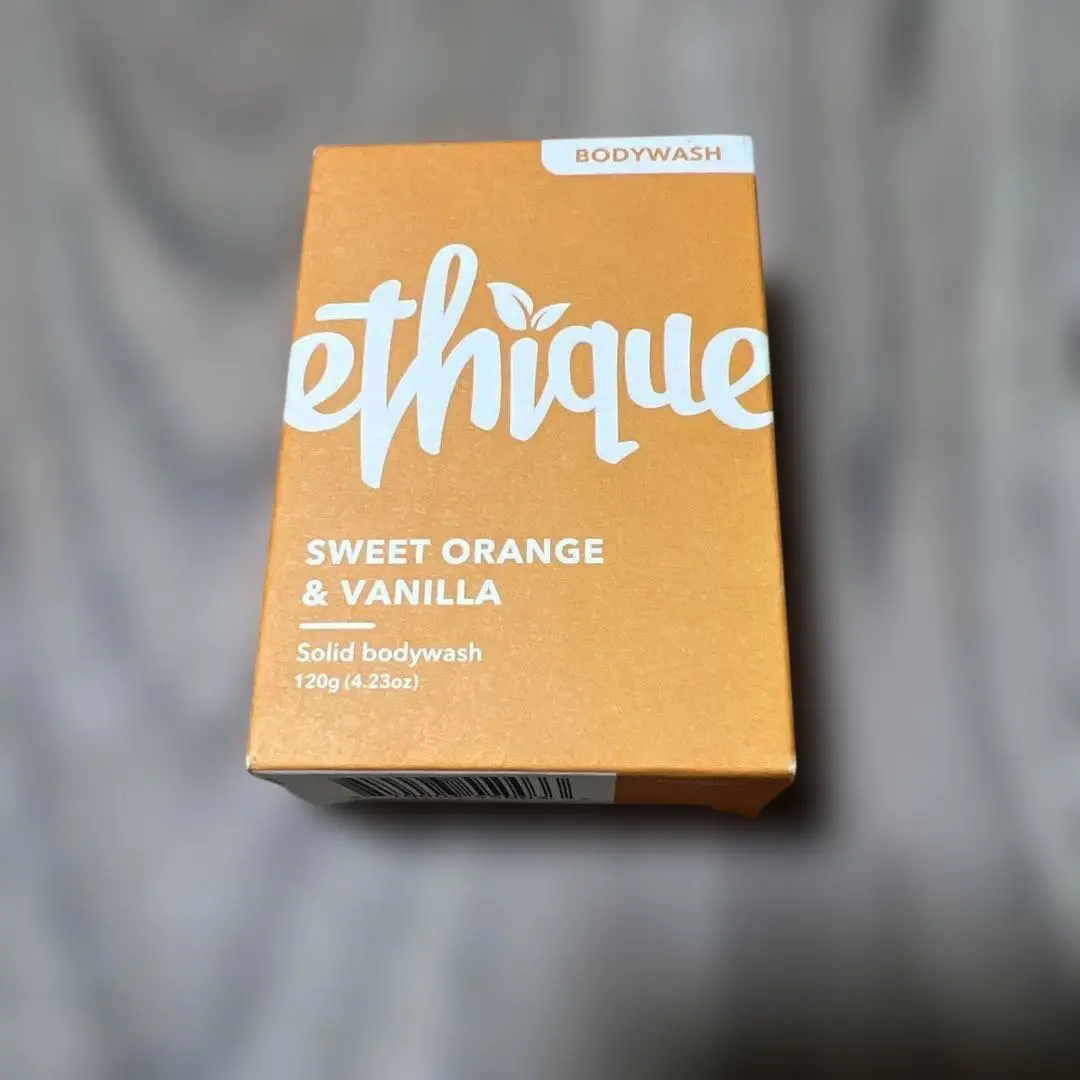 BODYWASH
ethique
SWEET ORANGE
& VANILLA
Solid bodywash
120g (4.23oz)